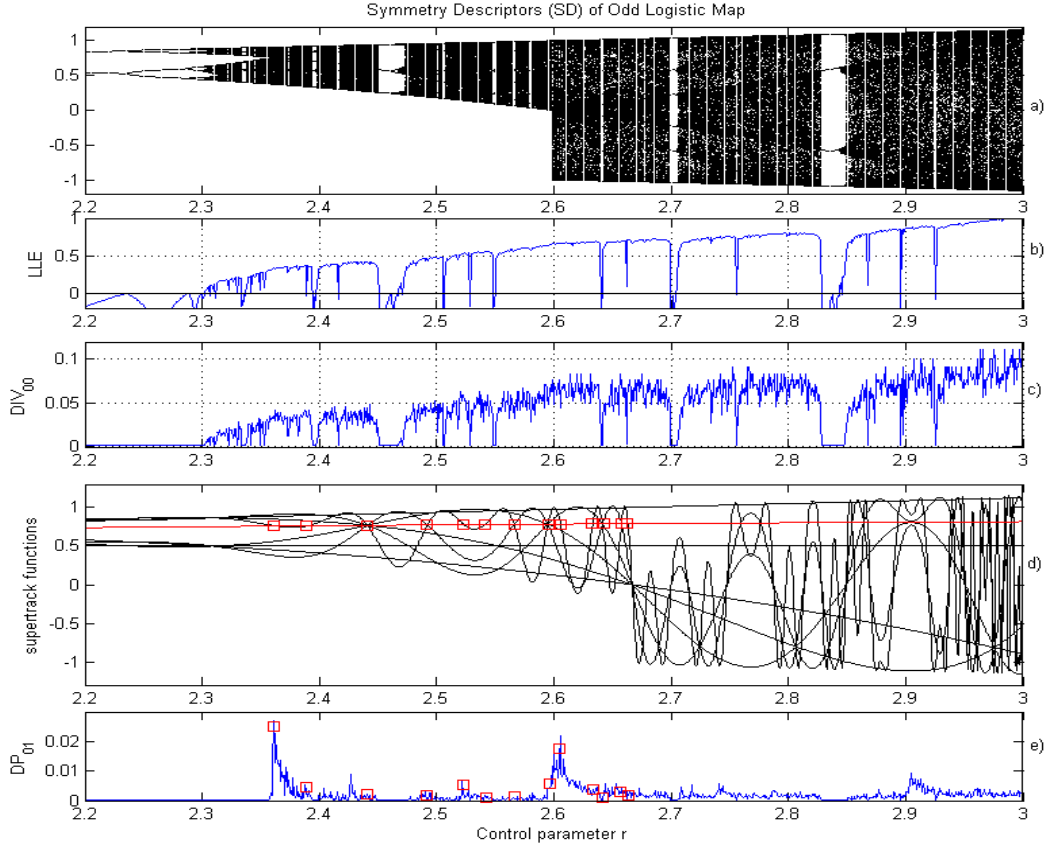 Symmetry Descriptors (SD) of Odd Logistic Map
1
0.5
0
-0.5
-1
a)
2.2 2.3 2.4 2.5 2.6 2.7 2.8 2.9 3
1
0.5
0
LLE
b)
2.2 2.3 2.4 2.5 2.6 2.7 2.8 2.9 3
0.1
0.05
0
DIV00
c)
2.2 2.3 2.4 2.5 2.6 2.7 2.8 2.9 3
1
0.5
0
-0.5
-1
supertrack functions
d)
2.2 2.3 2.4 2.5 2.6 2.7 2.8 2.9 3
0.02
0.01
0
DP01
e)
2.2 2.3 2.4 2.5 2.6 2.7 2.8 2.9 3
Control parameter r